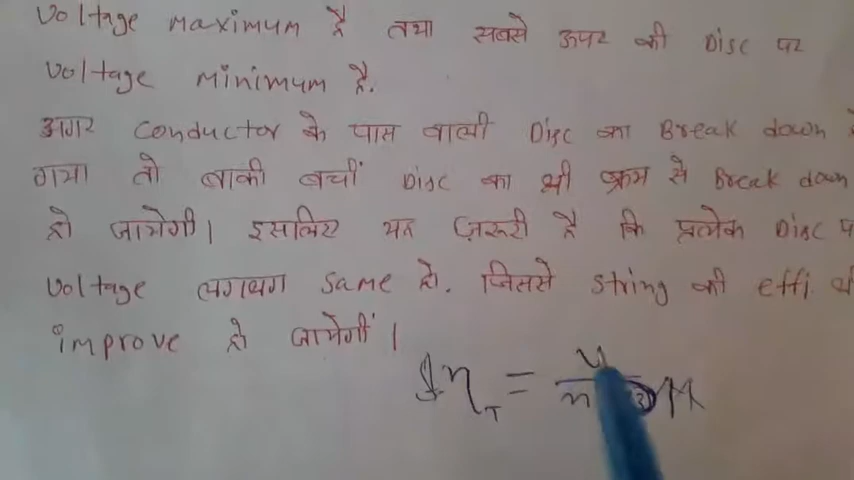 voltage maximum है तथा सबसे ऊपर की Disc पर
voltage minimum है.
अगर conductor के पास वाली Disc का Break down
गया तो बाकी बचीं Disc का भी क्रम से Break down
हो जायेगी। इसलिए यह ज़रूरी है कि प्रत्येक Disc
voltage लगभग same हो. जिससे string की effi
improve हो जायेगीं।
η_T = V / n